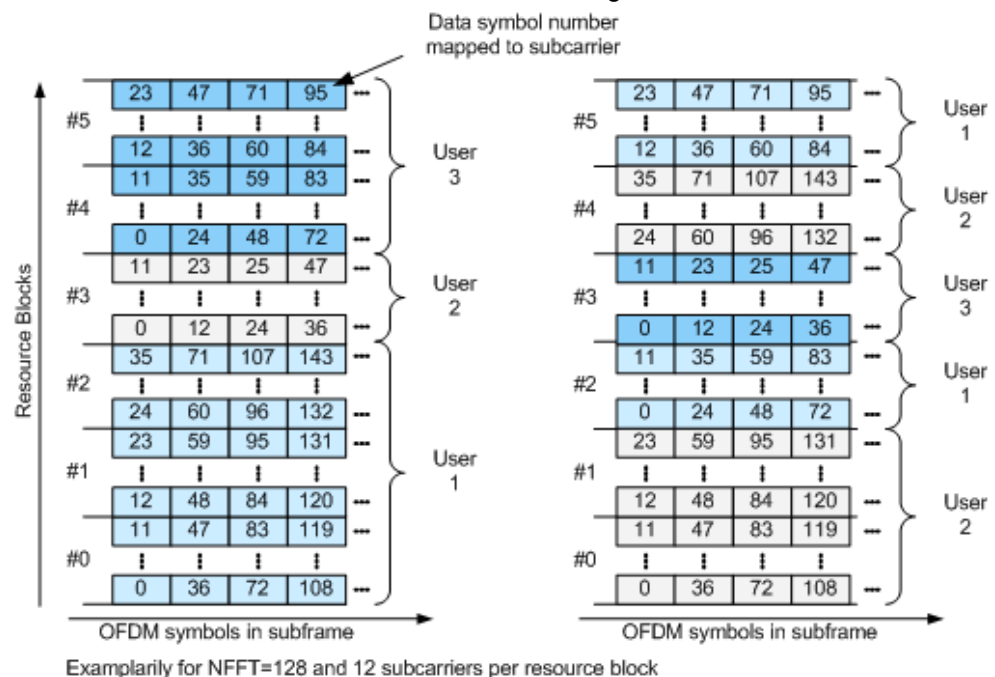 Data symbol number
mapped to subcarrier
Resource Blocks
#5
23 47 71 95
12 36 60 84
#4
11 35 59 83
0 24 48 72
User
3
#3
11 23 25 47
0 12 24 36
User
2
#2
35 71 107 143
24 60 96 132
#1
23 59 95 131
12 48 84 120
#0
11 47 83 119
0 36 72 108
User
1
OFDM symbols in subframe
#5
23 47 71 95
12 36 60 84
User
1
#4
35 71 107 143
24 60 96 132
User
2
#3
11 23 25 47
0 12 24 36
User
3
#2
11 35 59 83
0 24 48 72
User
1
#1
23 59 95 131
12 48 84 120
#0
11 47 83 119
0 36 72 108
User
2
OFDM symbols in subframe
Examplarily for NFFT=128 and 12 subcarriers per resource block